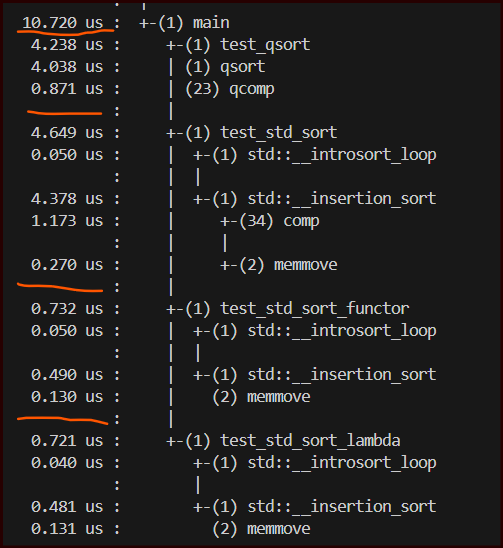 10.720 us : +-(1) main
4.238 us : +-(1) test_qsort
4.038 us : | (1) qsort
0.871 us : | (23) qcomp
: |
4.649 us : +-(1) test_std_sort
0.050 us : | +-(1) std::__introsort_loop
: | |
4.378 us : | +-(1) std::__insertion_sort
1.173 us : | +-(34) comp
: | |
0.270 us : | +-(2) memmove
: |
0.732 us : +-(1) test_std_sort_functor
0.050 us : | +-(1) std::__introsort_loop
: | |
0.490 us : | +-(1) std::__insertion_sort
0.130 us : | (2) memmove
: |
0.721 us : +-(1) test_std_sort_lambda
0.040 us : +-(1) std::__introsort_loop
: |
0.481 us : +-(1) std::__insertion_sort
0.131 us : (2) memmove